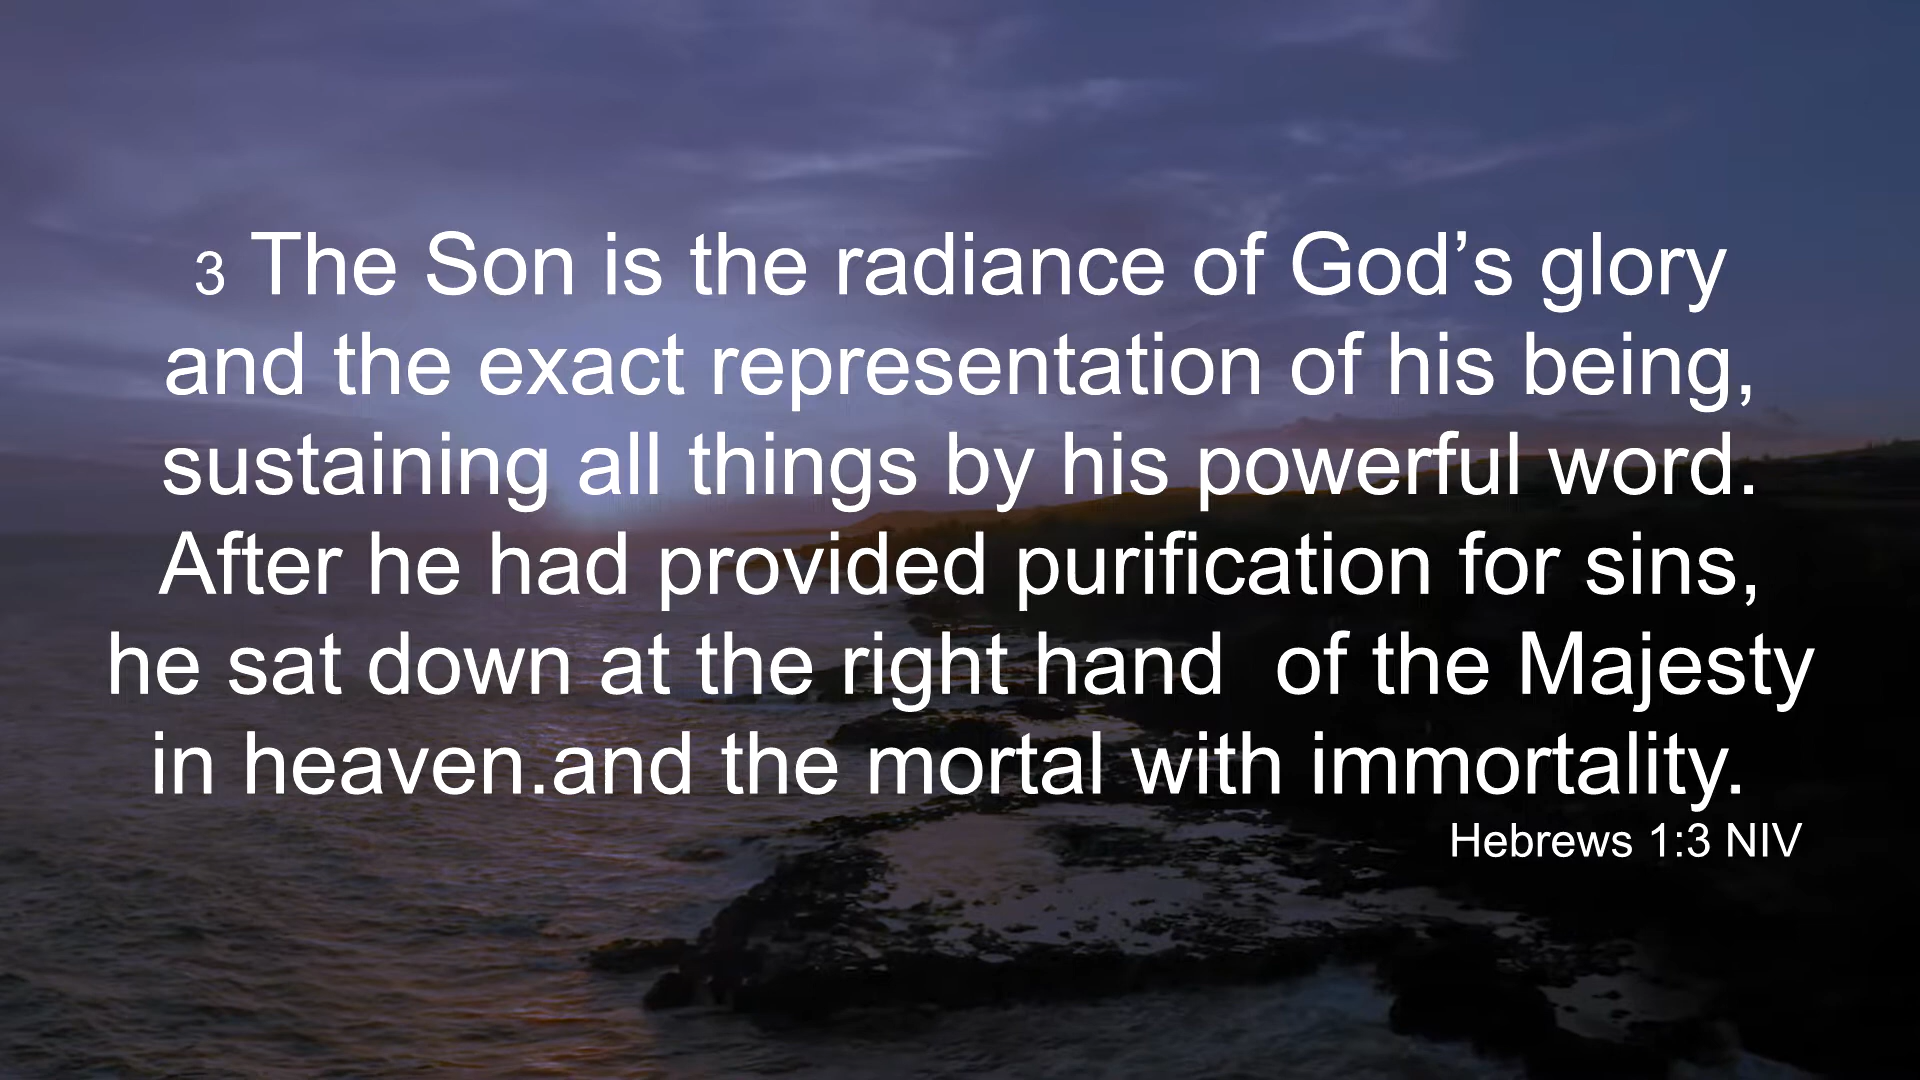 3 The Son is the radiance of God’s glory
and the exact representation of his being,
sustaining all things by his powerful word.
After he had provided purification for sins,
he sat down at the right hand  of the Majesty
in heaven.and the mortal with immortality.
Hebrews 1:3 NIV